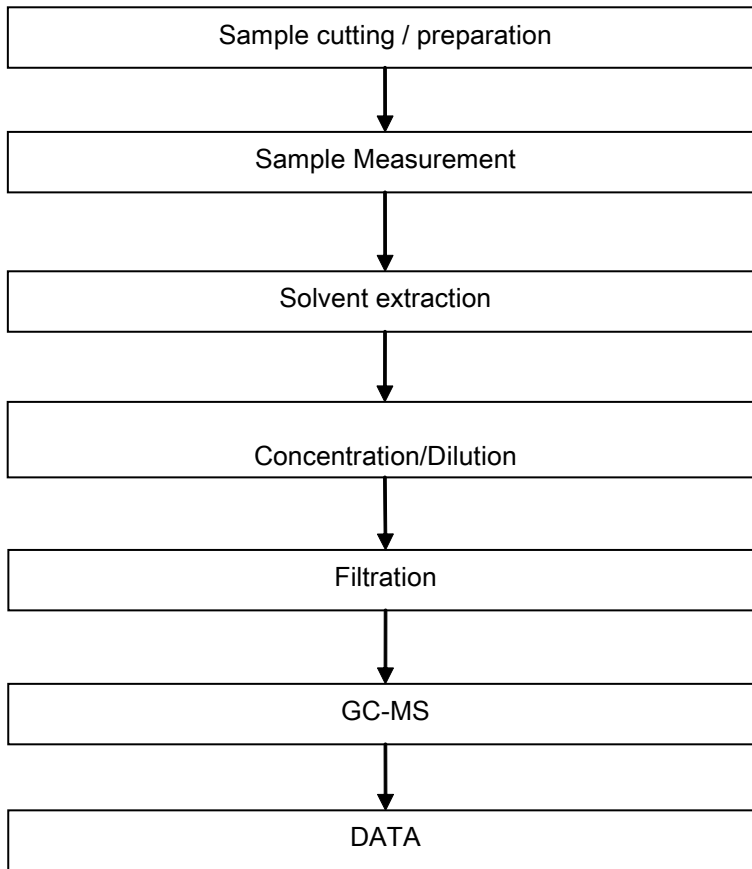 Sample cutting / preparation
Sample Measurement
Solvent extraction
Concentration/Dilution
Filtration
GC-MS
DATA